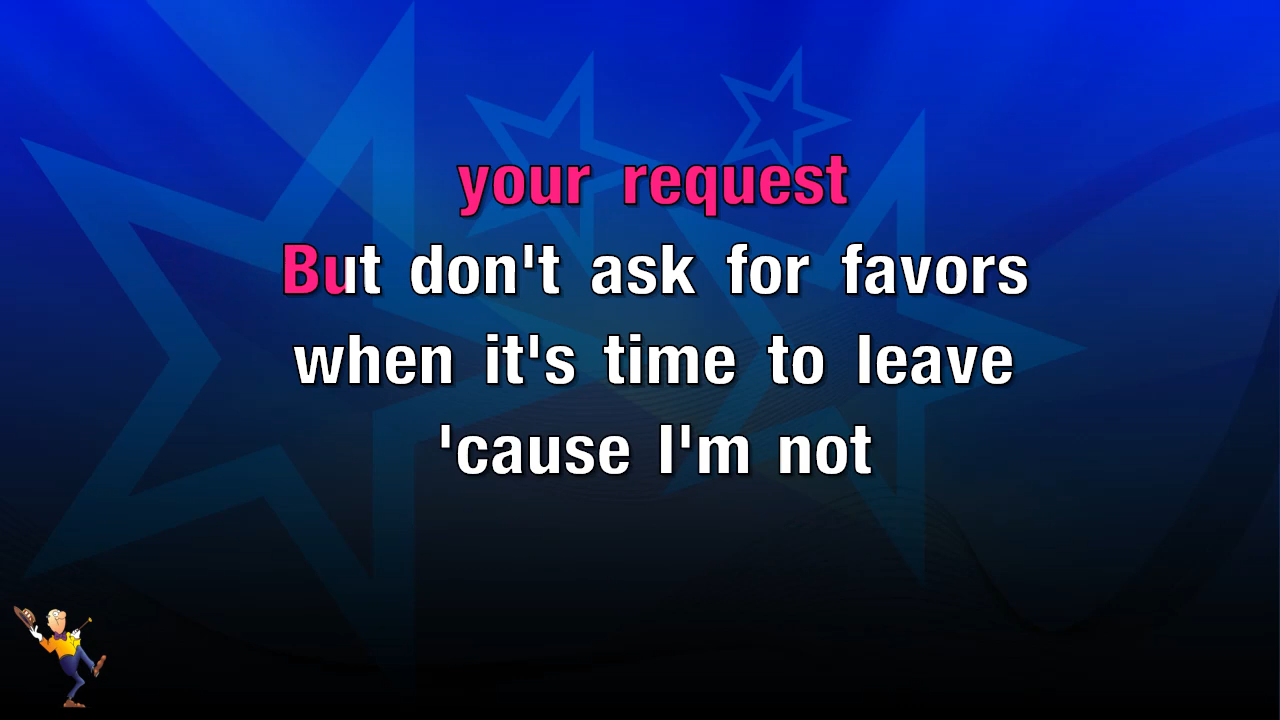 your request
But don't ask for favors
when it's time to leave
'cause I'm not